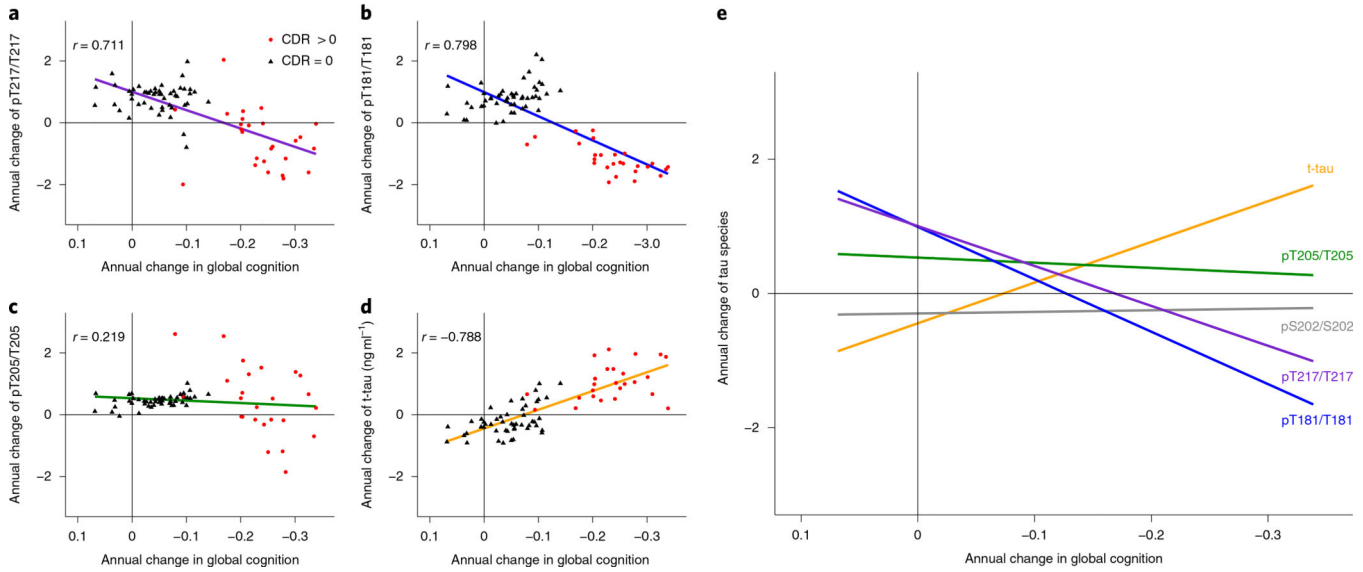 a
Annual change of pT217/T217
r = 0.711
CDR > 0
CDR = 0
2
0
−2
0.1 0 −0.1 −0.2 −0.3
Annual change in global cognition
b
Annual change of pT181/T181
r = 0.798
2
0
−2
0.1 0 −0.1 −0.2 −3.0
Annual change in global cognition
c
Annual change of pT205/T205
r = 0.219
2
0
−2
0.1 0 −0.1 −0.2 −0.3
Annual change in global cognition
d
Annual change of t-tau (ng ml⁻¹)
r = −0.788
2
0
−2
0.1 0 −0.1 −0.2 −0.3
Annual change in global cognition
e
Annual change of tau species
2
0
−2
t-tau
pT205/T205
pS202/S202
pT217/T217
pT181/T181
0.1 0 −0.1 −0.2 −0.3
Annual change in global cognition